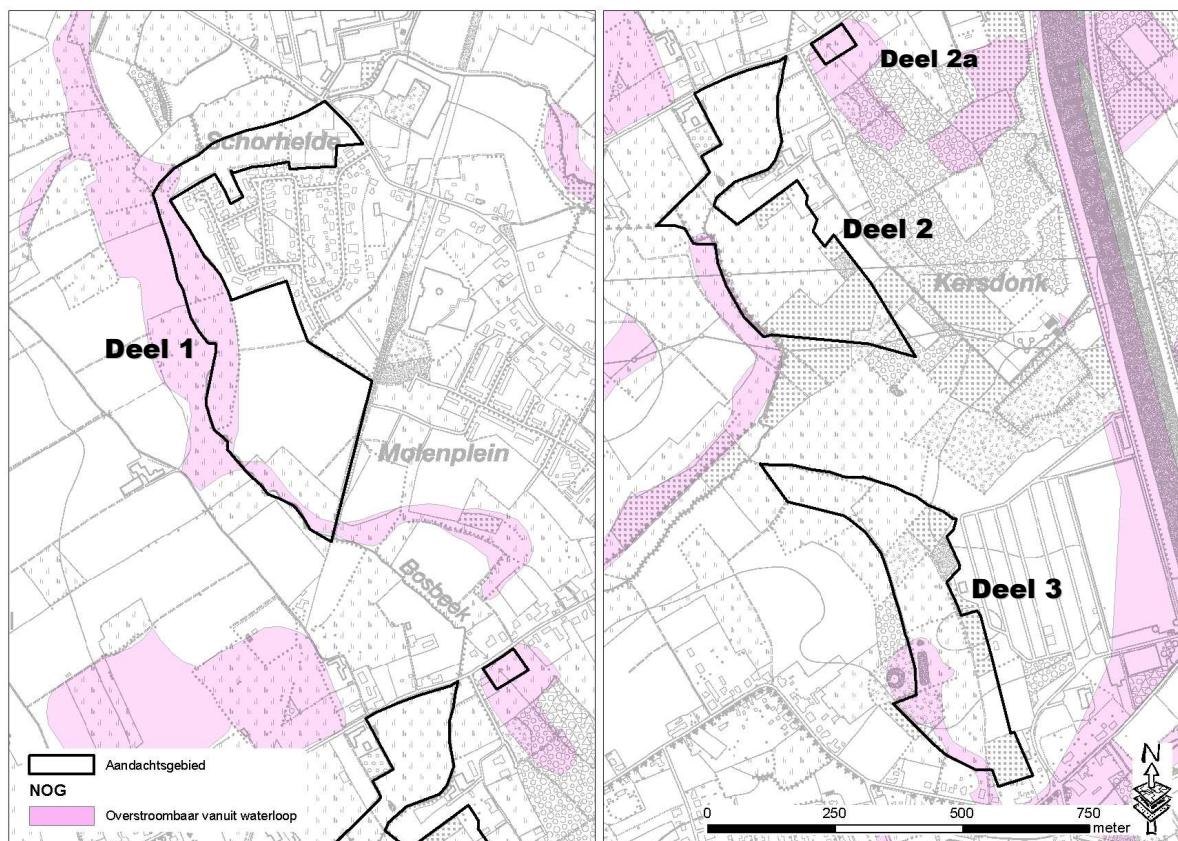 Schorheide
Deel 1
Molenplein
Bosbeek
Aandachtsgebied
NOG
Overstroombaar vanuit waterloop
Deel 2a
Deel 2
Kersdonk
Deel 3
N
0 250 500 750
meter